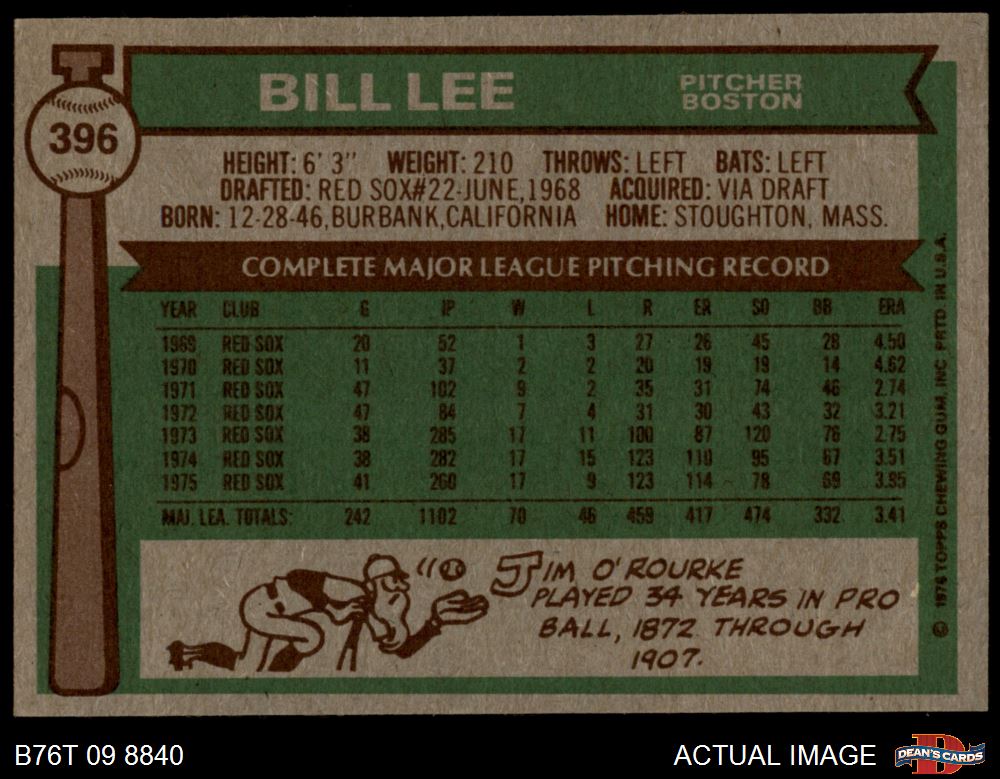 396
BILL LEE
PITCHER
BOSTON
HEIGHT: 6' 3" WEIGHT: 210 THROWS: LEFT BATS: LEFT
DRAFTED: RED SOX#22-JUNE,1968 ACQUIRED: VIA DRAFT
BORN: 12-28-46,BURBANK,CALIFORNIA HOME: STOUGHTON, MASS.
COMPLETE MAJOR LEAGUE PITCHING RECORD
YEAR CLUB G IP W L R ER SO BB ERA
1969 RED SOX 20 52 1 3 27 26 45 28 4.50
1970 RED SOX 11 37 2 2 20 19 19 14 4.62
1971 RED SOX 47 102 9 2 35 31 74 46 2.74
1972 RED SOX 47 84 7 4 31 30 43 32 3.21
1973 RED SOX 38 285 17 11 100 87 120 76 2.75
1974 RED SOX 38 282 17 15 123 110 95 67 3.51
1975 RED SOX 41 260 17 9 123 114 78 69 3.95
MAJ. LEA. TOTALS: 242 1102 70 46 459 417 474 332 3.41
JIM O'ROURKE
PLAYED 34 YEARS IN PRO
BALL, 1872 THROUGH
1907.
© 1976 TOPPS CHEWING GUM, INC. PRTD. IN U.S.A.
B76T 09 8840
ACTUAL IMAGE
DEAN'S CARDS